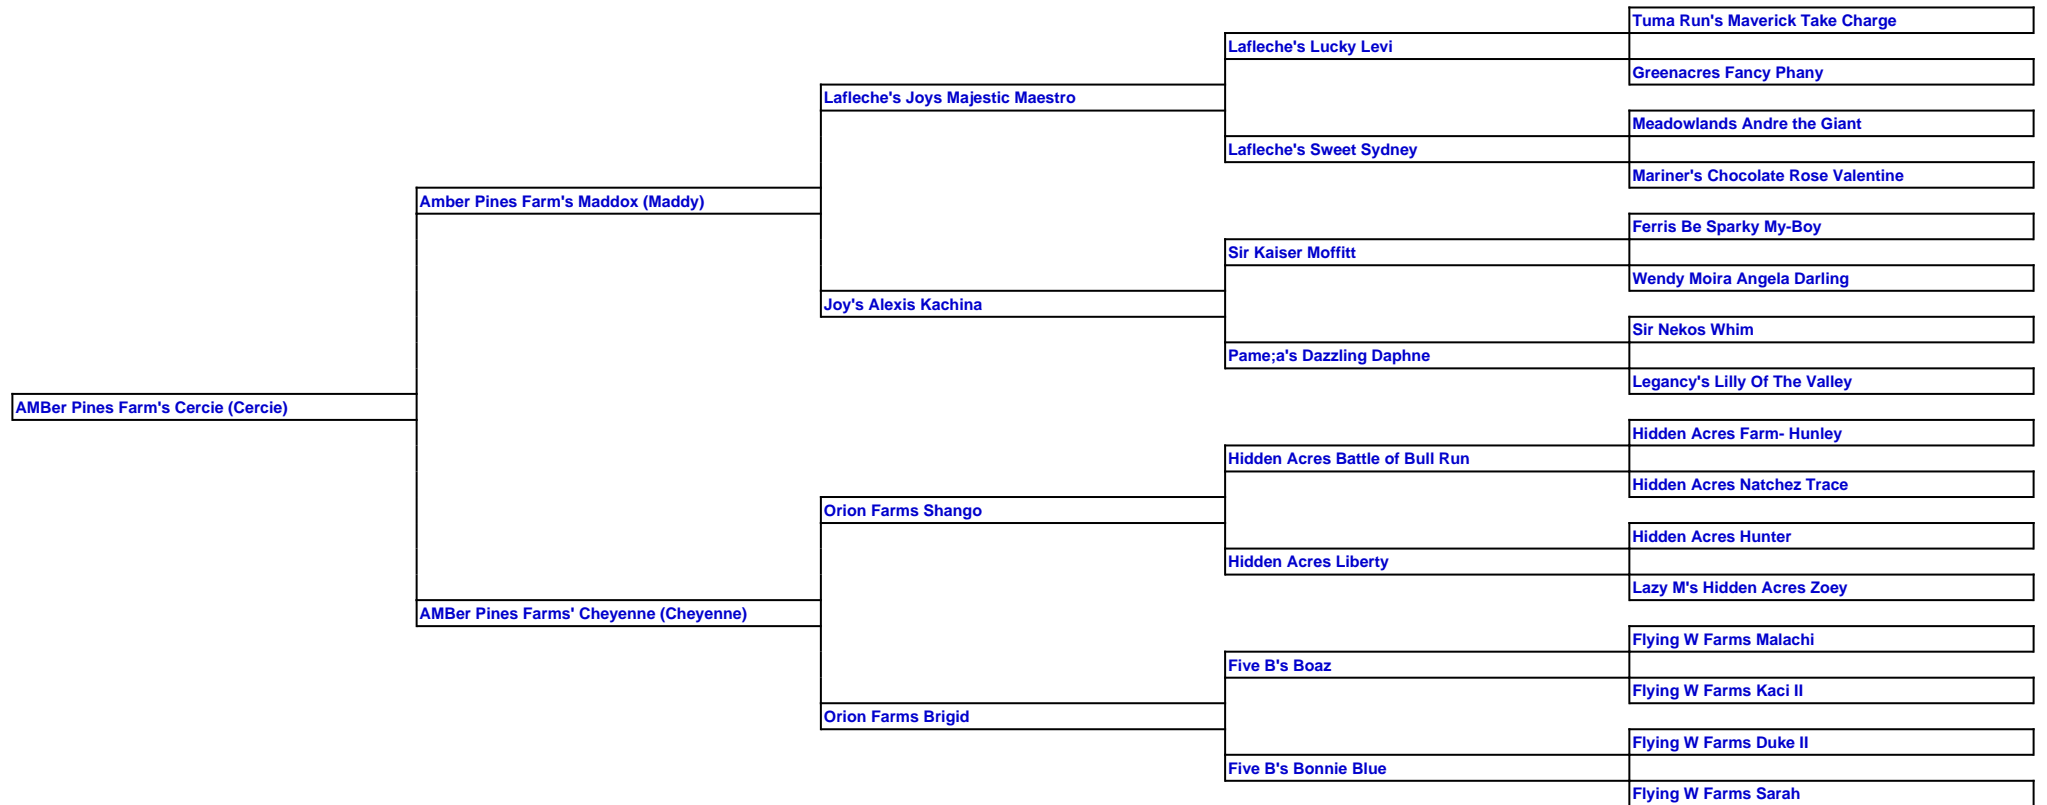 Tuma Run's Maverick Take Charge
Lafleche's Lucky Levi
Greenacres Fancy Phany
Lafleche's Joys Majestic Maestro
Meadowlands Andre the Giant
Lafleche's Sweet Sydney
Mariner's Chocolate Rose Valentine
Amber Pines Farm's Maddox (Maddy)
Ferris Be Sparky My-Boy
Sir Kaiser Moffitt
Wendy Moira Angela Darling
Joy's Alexis Kachina
Sir Nekos Whim
Pame;a's Dazzling Daphne
Legancy's Lilly Of The Valley
AMBer Pines Farm's Cercie (Cercie)
Hidden Acres Farm- Hunley
Hidden Acres Battle of Bull Run
Hidden Acres Natchez Trace
Orion Farms Shango
Hidden Acres Hunter
Hidden Acres Liberty
Lazy M's Hidden Acres Zoey
AMBer Pines Farms' Cheyenne (Cheyenne)
Flying W Farms Malachi
Five B's Boaz
Flying W Farms Kaci II
Orion Farms Brigid
Flying W Farms Duke II
Five B's Bonnie Blue
Flying W Farms Sarah